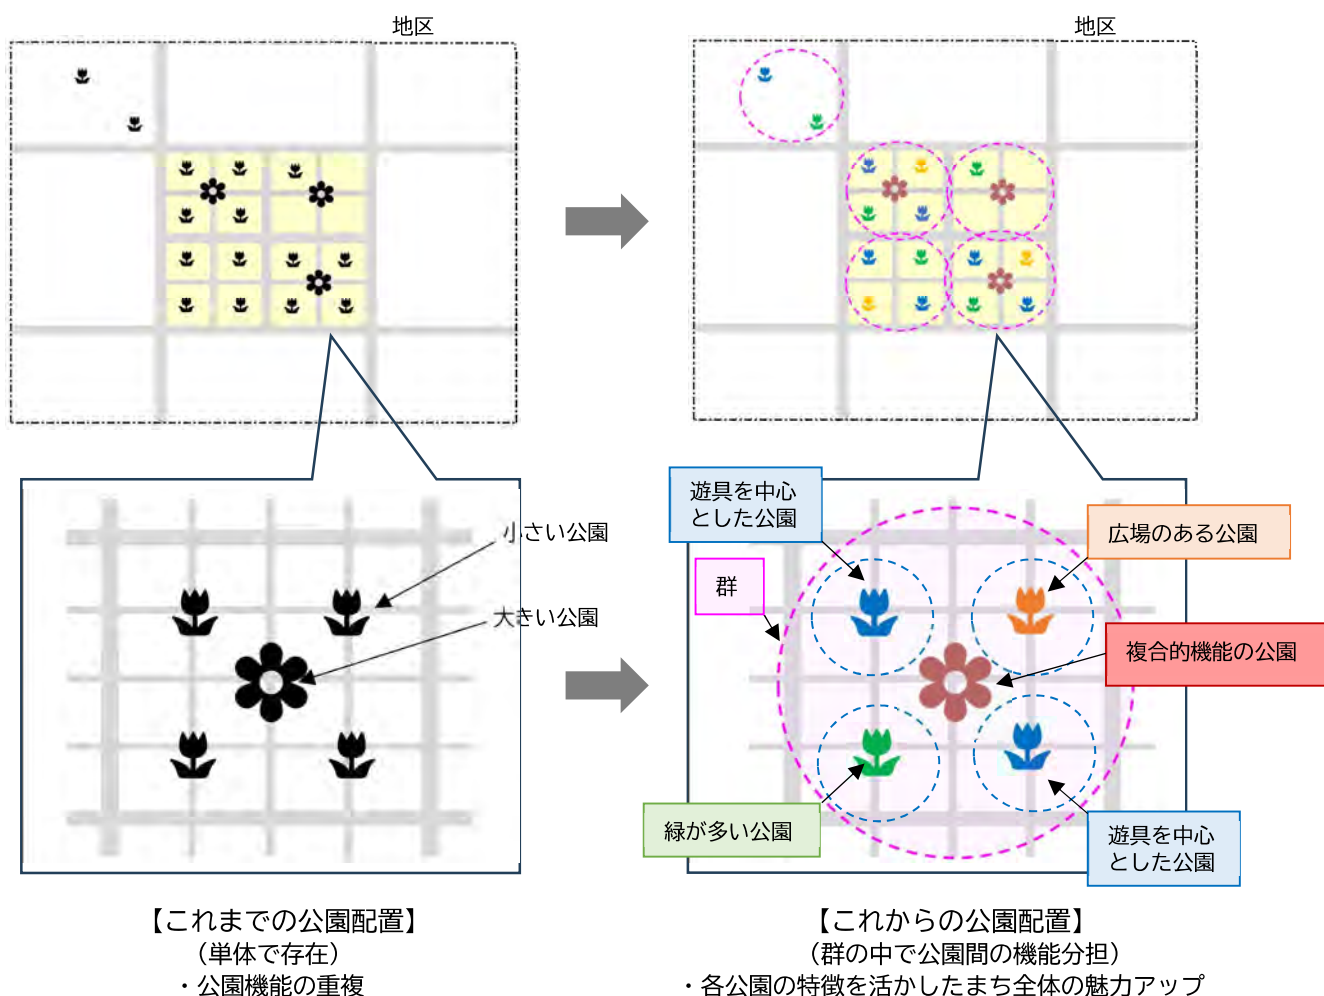 地区
地区
小さい公園
大きい公園
遊具を中心
とした公園
群
広場のある公園
複合的機能の公園
緑が多い公園
遊具を中心
とした公園
【これまでの公園配置】
（単体で存在）
・公園機能の重複
【これからの公園配置】
（群の中で公園間の機能分担）
・各公園の特徴を活かしたまち全体の魅力アップ